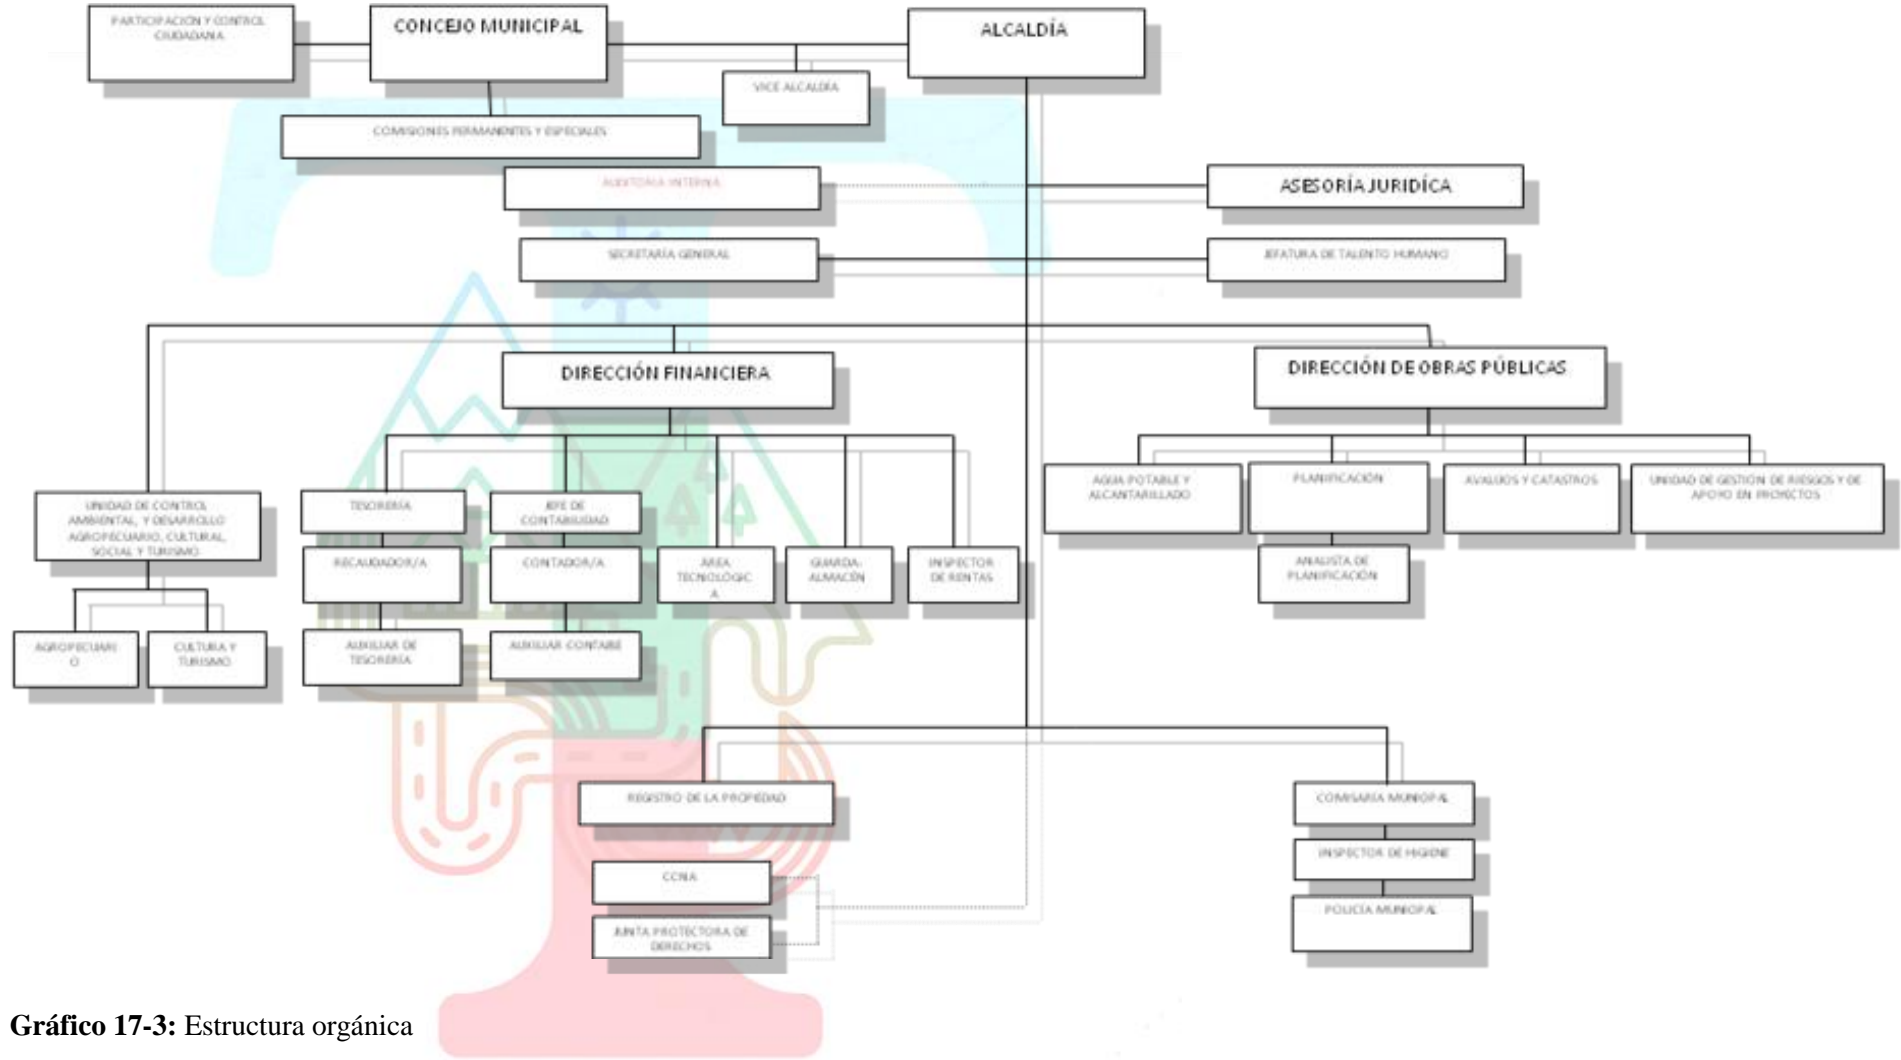 PARTICIPACIÓN Y CONTROL
CIUDADANA
CONCEJO MUNICIPAL
ALCALDÍA
VICE ALCALDÍA
COMISIONES PERMANENTES Y ESPECIALES
AUDITORIA INTERNA
ASESORÍA JURIDÍCA
SECRETARÍA GENERAL
JEFATURA DE TALENTO HUMANO
DIRECCIÓN FINANCIERA
DIRECCIÓN DE OBRAS PÚBLICAS
UNIDAD DE CONTROL
AMBIENTAL, Y DESARROLLO
AGROPECUARIO, CULTURAL,
SOCIAL Y TURISMO
AGROPECUARI
O
CULTURA Y
TURISMO
TESORERÍA
RECAUDADOR/A
AUXILIAR DE
TESORERÍA
JEFE DE
CONTABILIDAD
CONTADOR/A
AUXILIAR CONTABE
AREA
TECNOLÓGIC
A
GUARDA-
ALMACÉN
INSPECTOR
DE RENTAS
AGUA POTABLE Y
ALCANTARILLADO
PLANIFICACIÓN
ANALISTA DE
PLANIFICACIÓN
AVALUOS Y CATASTROS
UNIDAD DE GESTIÓN DE RIESGOS Y DE
APOYO EN PROYECTOS
REGISTRO DE LA PROPIEDAD
CCNA
JUNTA PROTECTORA DE
DERECHOS
COMISARÍA MUNICIPAL
INSPECTOR DE HIGIENE
POLICÍA MUNICIPAL
Gráfico 17-3: Estructura orgánica